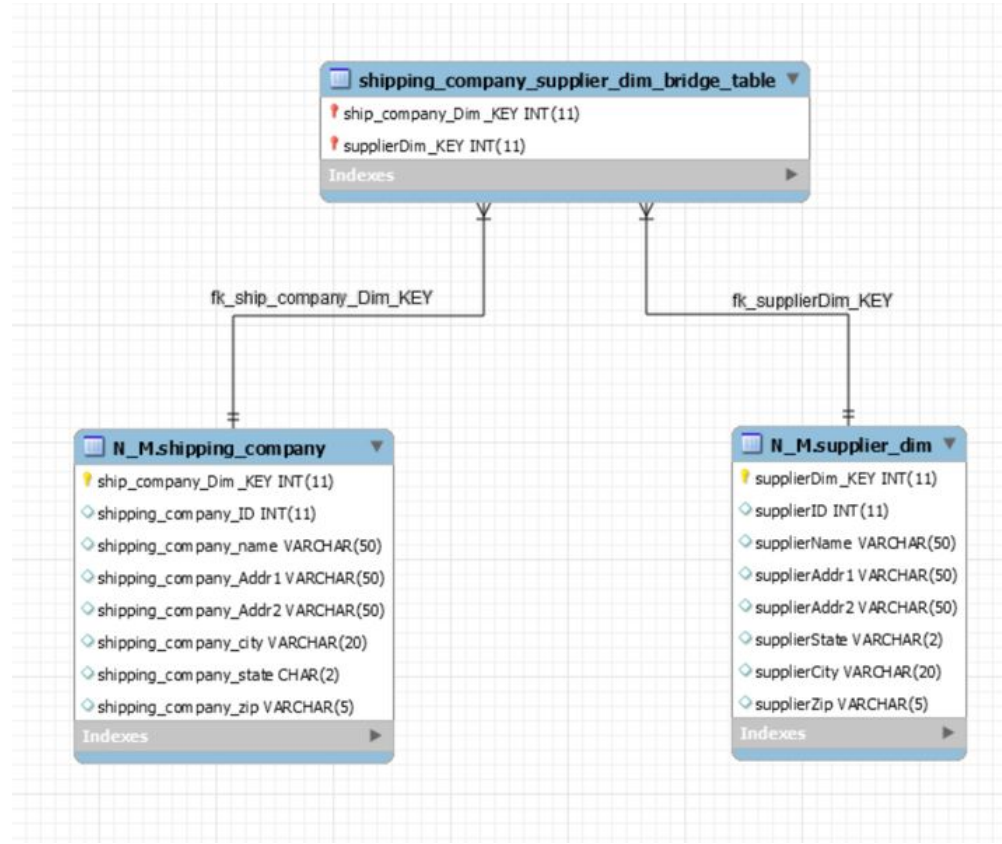 shipping_company_supplier_dim_bridge_table
ship_company_Dim_KEY INT(11)
supplierDim_KEY INT(11)
Indexes
fk_ship_company_Dim_KEY
fk_supplierDim_KEY
N_M.shipping_company
ship_company_Dim_KEY INT(11)
shipping_company_ID INT(11)
shipping_company_name VARCHAR(50)
shipping_company_Addr1 VARCHAR(50)
shipping_company_Addr2 VARCHAR(50)
shipping_company_city VARCHAR(20)
shipping_company_state CHAR(2)
shipping_company_zip VARCHAR(5)
Indexes
N_M.supplier_dim
supplierDim_KEY INT(11)
supplierID INT(11)
supplierName VARCHAR(50)
supplierAddr1 VARCHAR(50)
supplierAddr2 VARCHAR(50)
supplierState VARCHAR(2)
supplierCity VARCHAR(20)
supplierZip VARCHAR(5)
Indexes